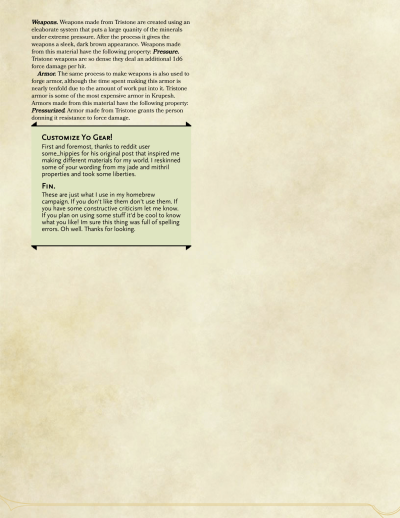 Weapons. Weapons made from Tristone are created using an
eleaborate system that puts a large quanity of the minerals
under extreme pressure. After the process it gives the
weapons a sleek, dark brown appearance. Weapons made
from this material have the following property: Pressure.
Tristone weapons are so dense they deal an additional 1d6
force damage per hit.
Armor. The same process to make weapons is also used to
forge armor, although the time spent making this armor is
nearly tenfold due to the amount of work put into it. Tristone
armor is some of the most expensive armor in Krapesh.
Armors made from this material have the following property:
Pressurized. Armor made from Tristone grants the person
donning it resistance to force damage.
Customize Yo Gear!
First and foremost, thanks to reddit user
some_hippies for his original post that inspired me
making different materials for my world. I reskinned
some of your wording from my jade and mithril
properties and took some liberties.
Fin.
These are just what I use in my homebrew
campaign. If you don't like them don't use them. If
you have some constructive criticism let me know.
If you plan on using some stuff it'd be cool to know
what you like! Im sure this thing was full of spelling
errors. Oh well. Thanks for looking.